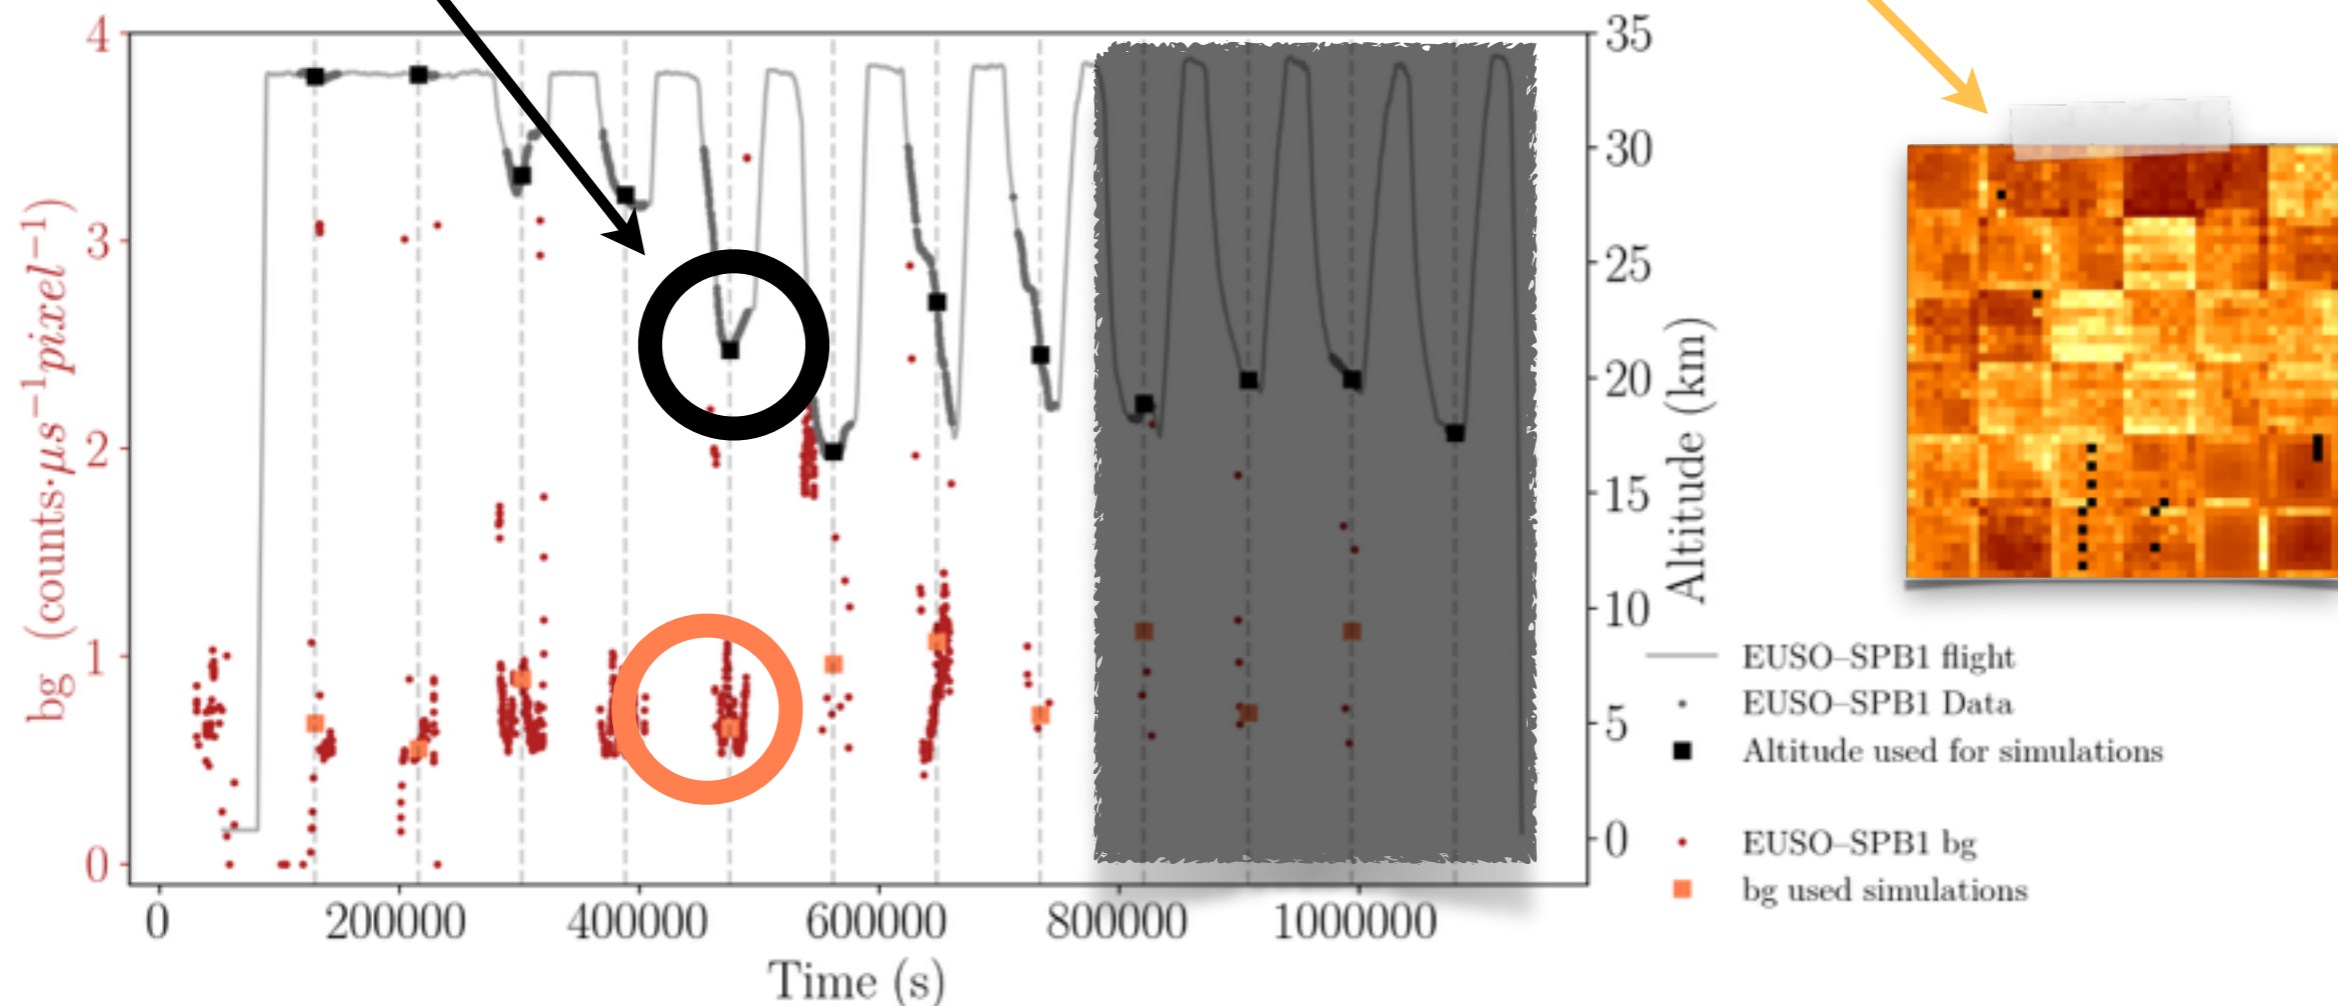 4
3
2
1
0
bg (counts·μs⁻¹pixel⁻¹)
35
30
25
20
15
10
5
0
Altitude (km)
0 200000 400000 600000 800000 1000000
Time (s)
EUSO–SPB1 flight
EUSO–SPB1 Data
Altitude used for simulations
EUSO–SPB1 bg
bg used simulations